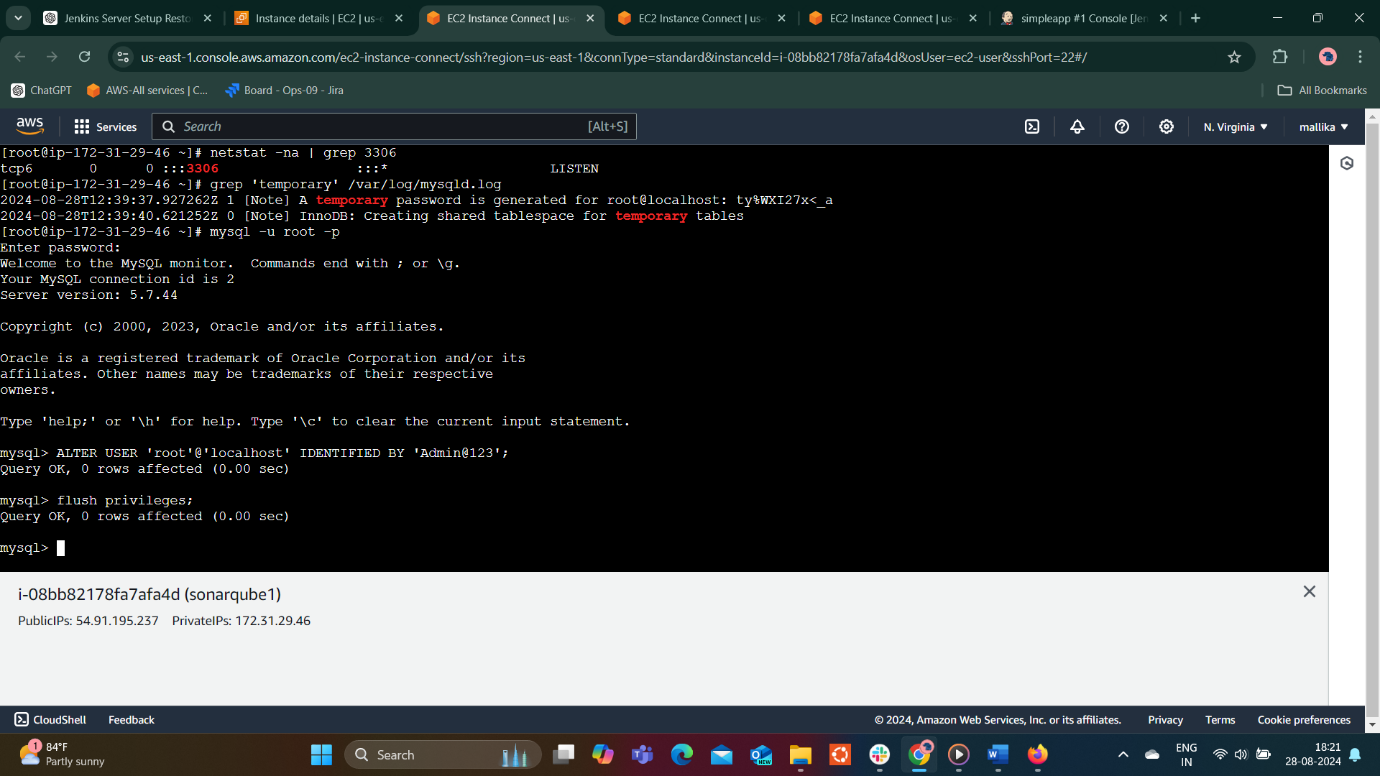 Jenkins Server Setup Resto
Instance details | EC2 | us-e
EC2 Instance Connect | us-
EC2 Instance Connect | us-
EC2 Instance Connect | us-
simpleapp #1 Console [Jen
us-east-1.console.aws.amazon.com/ec2-instance-connect/ssh?region=us-east-1&connType=standard&instanceId=i-08bb82178fa7afa4d&osUser=ec2-user&sshPort=22#/
ChatGPT
AWS-All services | C...
Board - Ops-09 - Jira
All Bookmarks
aws
Services
Search
[Alt+S]
N. Virginia
mallika
[root@ip-172-31-29-46 ~]# netstat -na | grep 3306
tcp6 0 0 :::3306 :::* LISTEN
[root@ip-172-31-29-46 ~]# grep 'temporary' /var/log/mysqld.log
2024-08-28T12:39:37.927262Z 1 [Note] A temporary password is generated for root@localhost: ty%WXI27x<_a
2024-08-28T12:39:40.621252Z 0 [Note] InnoDB: Creating shared tablespace for temporary tables
[root@ip-172-31-29-46 ~]# mysql -u root -p
Enter password:
Welcome to the MySQL monitor.  Commands end with ; or \g.
Your MySQL connection id is 2
Server version: 5.7.44
Copyright (c) 2000, 2023, Oracle and/or its affiliates.
Oracle is a registered trademark of Oracle Corporation and/or its
affiliates. Other names may be trademarks of their respective
owners.
Type 'help;' or '\h' for help. Type '\c' to clear the current input statement.
mysql> ALTER USER 'root'@'localhost' IDENTIFIED BY 'Admin@123';
Query OK, 0 rows affected (0.00 sec)
mysql> flush privileges;
Query OK, 0 rows affected (0.00 sec)
mysql>
i-08bb82178fa7afa4d (sonarqube1)
PublicIPs: 54.91.195.237 PrivateIPs: 172.31.29.46
CloudShell
Feedback
© 2024, Amazon Web Services, Inc. or its affiliates.
Privacy
Terms
Cookie preferences
1
84°F
Partly sunny
Search
NEW
ENG
IN
18:21
28-08-2024